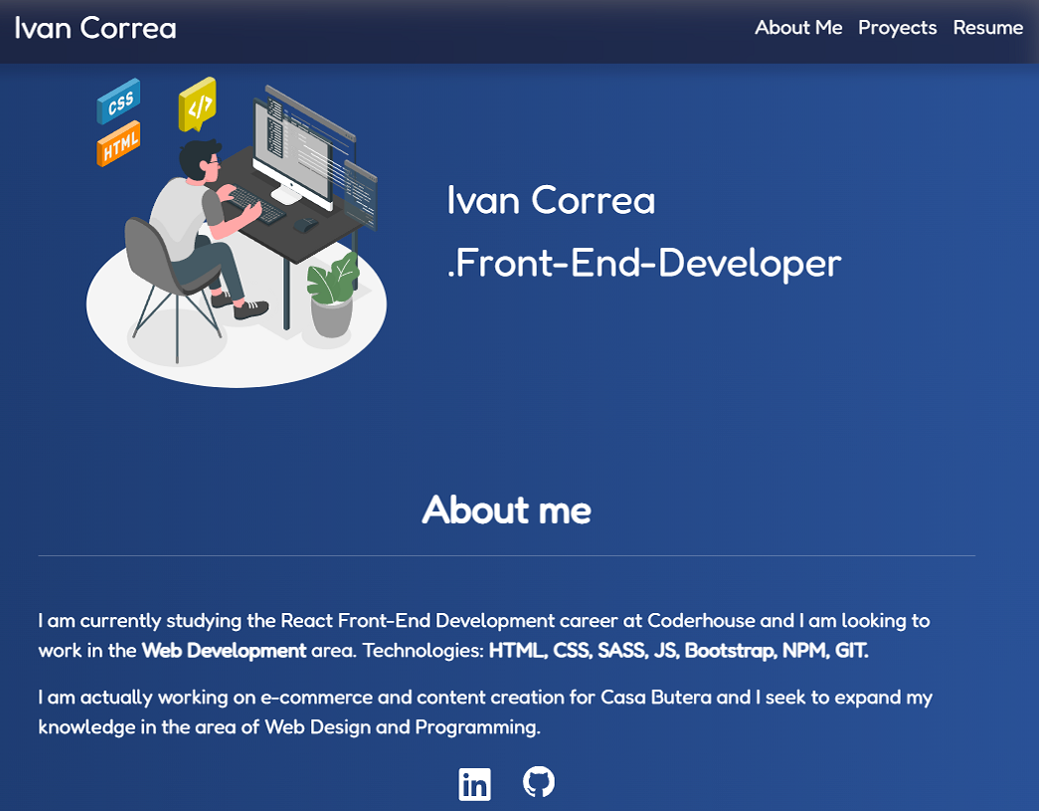 Ivan Correa
About Me Proyects Resume
CSS
</>
HTML
Ivan Correa
.Front-End-Developer
About me
I am currently studying the React Front-End Development career at Coderhouse and I am looking to
work in the Web Development area. Technologies: HTML, CSS, SASS, JS, Bootstrap, NPM, GIT.
I am actually working on e-commerce and content creation for Casa Butera and I seek to expand my
knowledge in the area of Web Design and Programming.
in